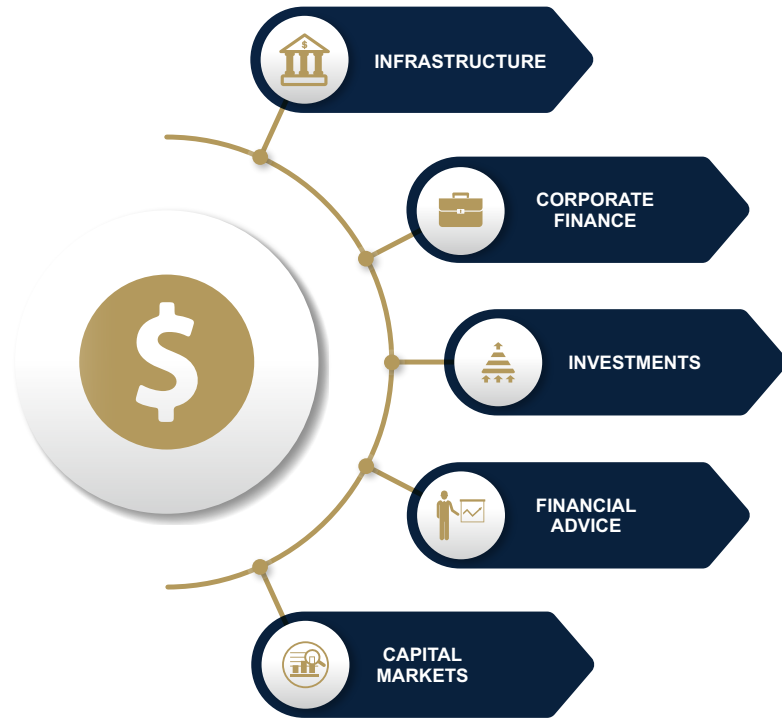 $
INFRASTRUCTURE
CORPORATE
FINANCE
INVESTMENTS
$
FINANCIAL
ADVICE
CAPITAL
MARKETS